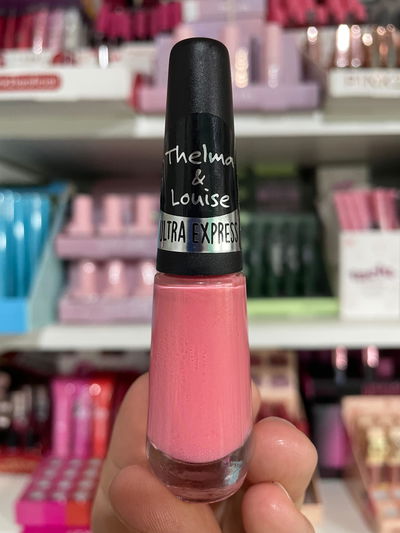 Thelma
&
Louise
ULTRA EXPRESS